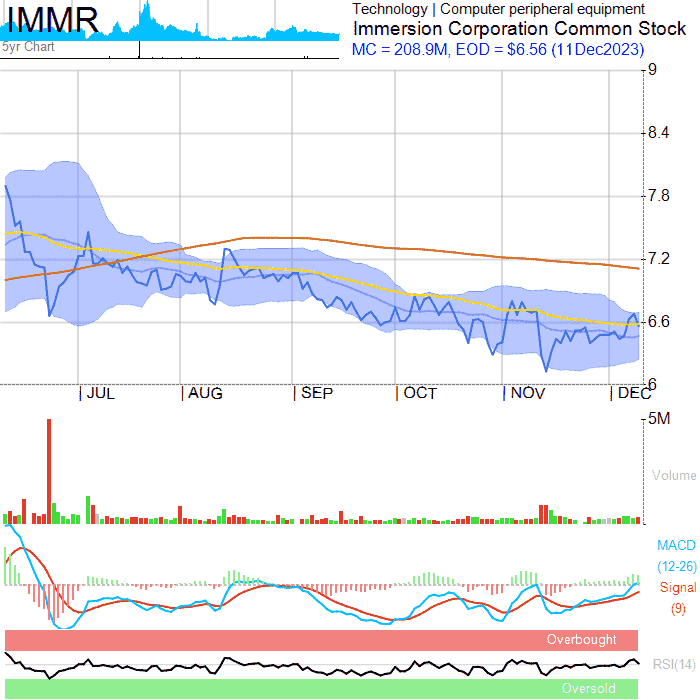 IMMR
5yr Chart
Technology | Computer peripheral equipment
Immersion Corporation Common Stock
MC = 208.9M, EOD = $6.56 (11Dec2023)
9
8.4
7.8
7.2
6.6
6
JUL AUG SEP OCT NOV DEC
5M
Volume
MACD
(12-26)
Signal
(9)
Overbought
RSI(14)
Oversold